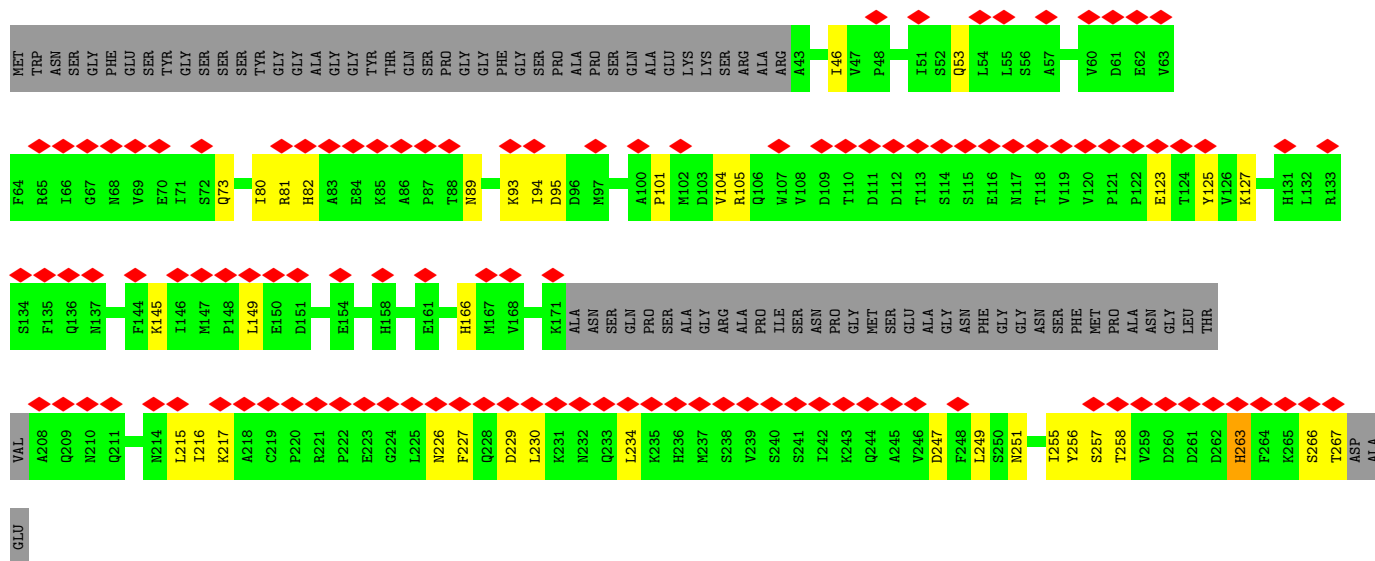 MET TRP ASN SER GLY PHE GLU SER TYR GLY SER SER SER TYR GLY GLY ALA GLY GLY TYR THR GLN SER PRO GLY GLY PHE GLY SER PRO ALA PRO SER GLN ALA GLU LYS LYS SER ARG ALA ARG A43 I46 V47 P48 I51 S52 Q53 L54 L55 S56 A57 V60 D61 E62 V63
F64 R65 I66 G67 N68 V69 E70 I71 S72 Q73 I80 R81 H82 A83 E84 K85 A86 P87 T88 N89 K93 I94 D95 D96 M97 A100 P101 M102 D103 V104 R105 Q106 W107 V108 D109 T110 D111 D112 T113 S114 S115 E116 N117 T118 V119 V120 P121 P122 E123 T124 Y125 V126 K127 H131 L132 R133
S134 F135 Q136 N137 F144 K145 I146 M147 P148 L149 E150 D151 E154 H158 E161 H166 M167 V168 K171 ALA ASN SER GLN PRO SER ALA GLY ARG ALA PRO ILE SER ASN PRO GLY MET SER GLU ALA GLY ASN PHE GLY GLY ASN SER PHE MET PRO ALA ASN GLY LEU THR
VAL A208 Q209 N210 Q211 N214 L215 I216 K217 A218 C219 P220 R221 P222 E223 G224 L225 N226 F227 Q228 D229 L230 K231 N232 Q233 L234 K235 H236 M237 S238 V239 S240 S241 I242 K243 Q244 A245 V246 D247 F248 L249 S250 N251 I255 Y256 S257 T258 V259 D260 D261 D262 H263 F264 K265 S266 T267 ASP ALA
GLU